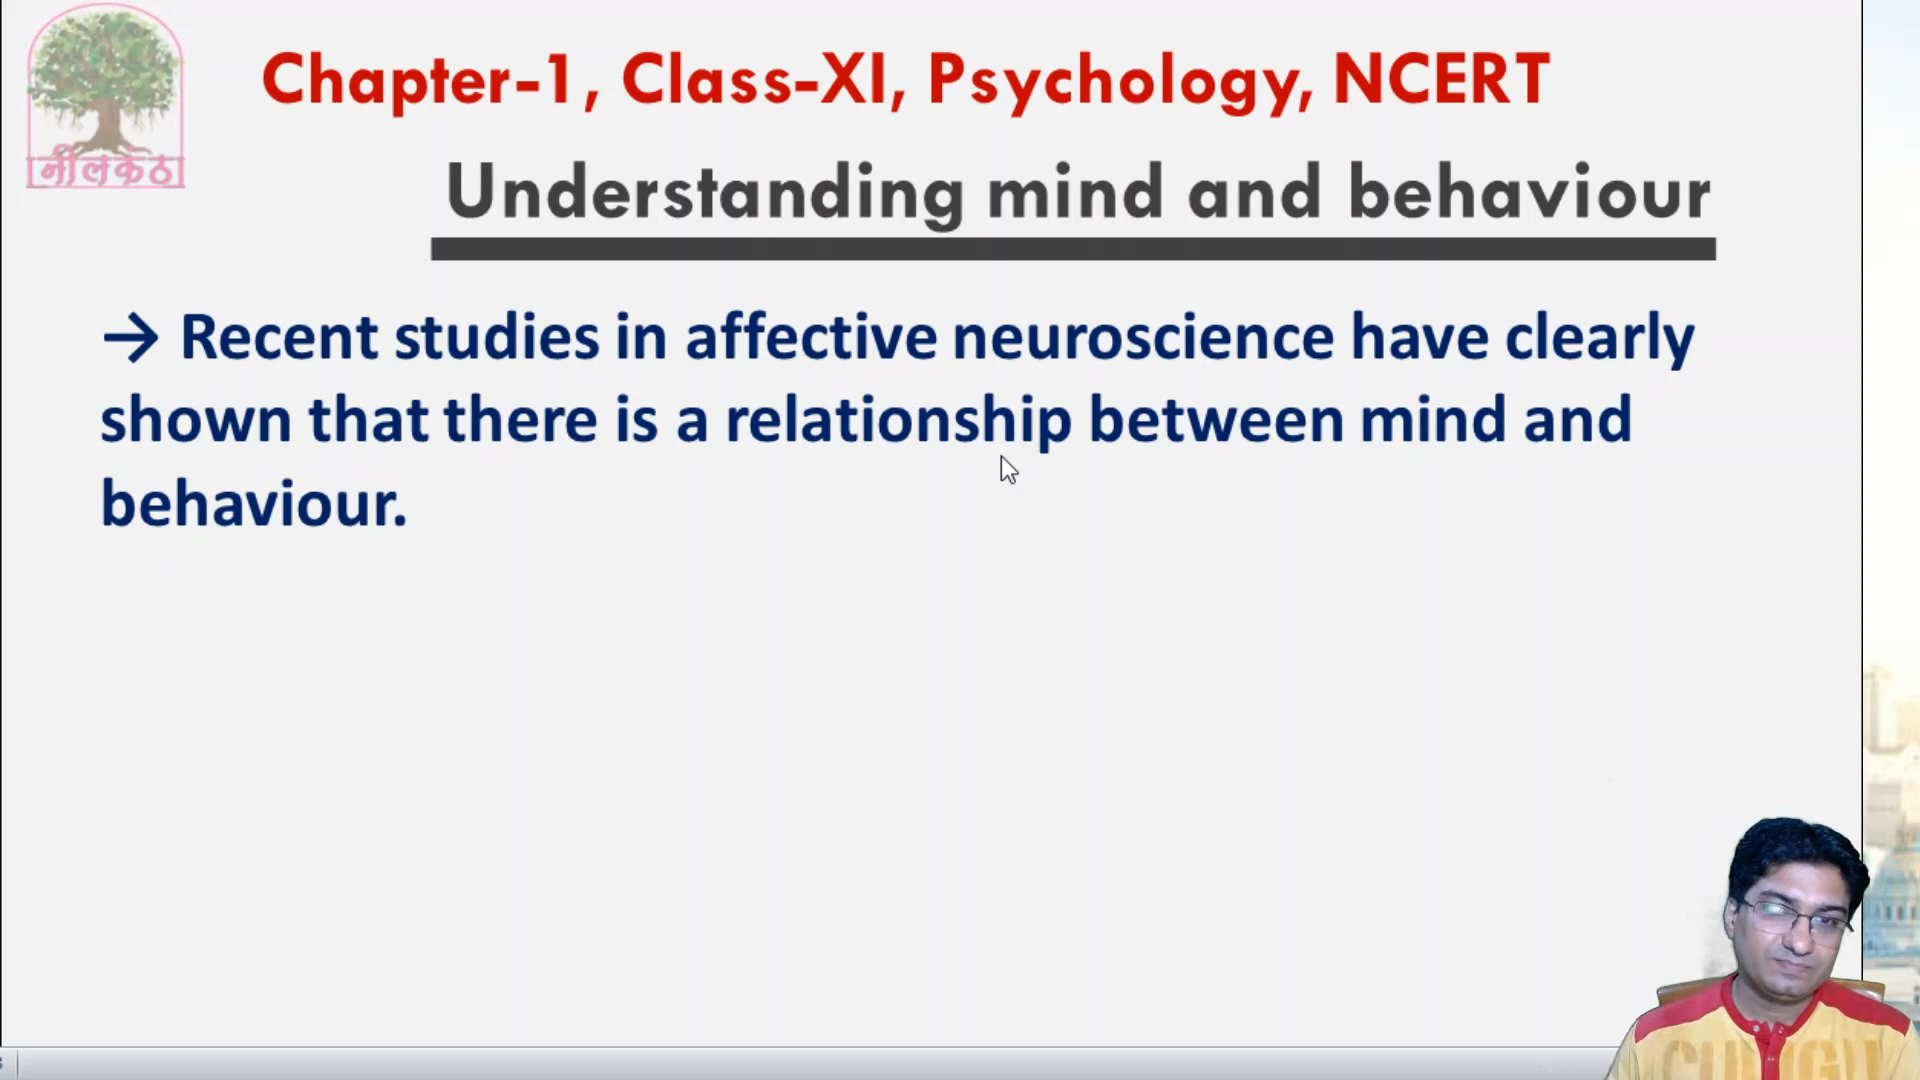 नीलकंठ
Chapter-1, Class-XI, Psychology, NCERT
Understanding mind and behaviour
→ Recent studies in affective neuroscience have clearly
shown that there is a relationship between mind and
behaviour.